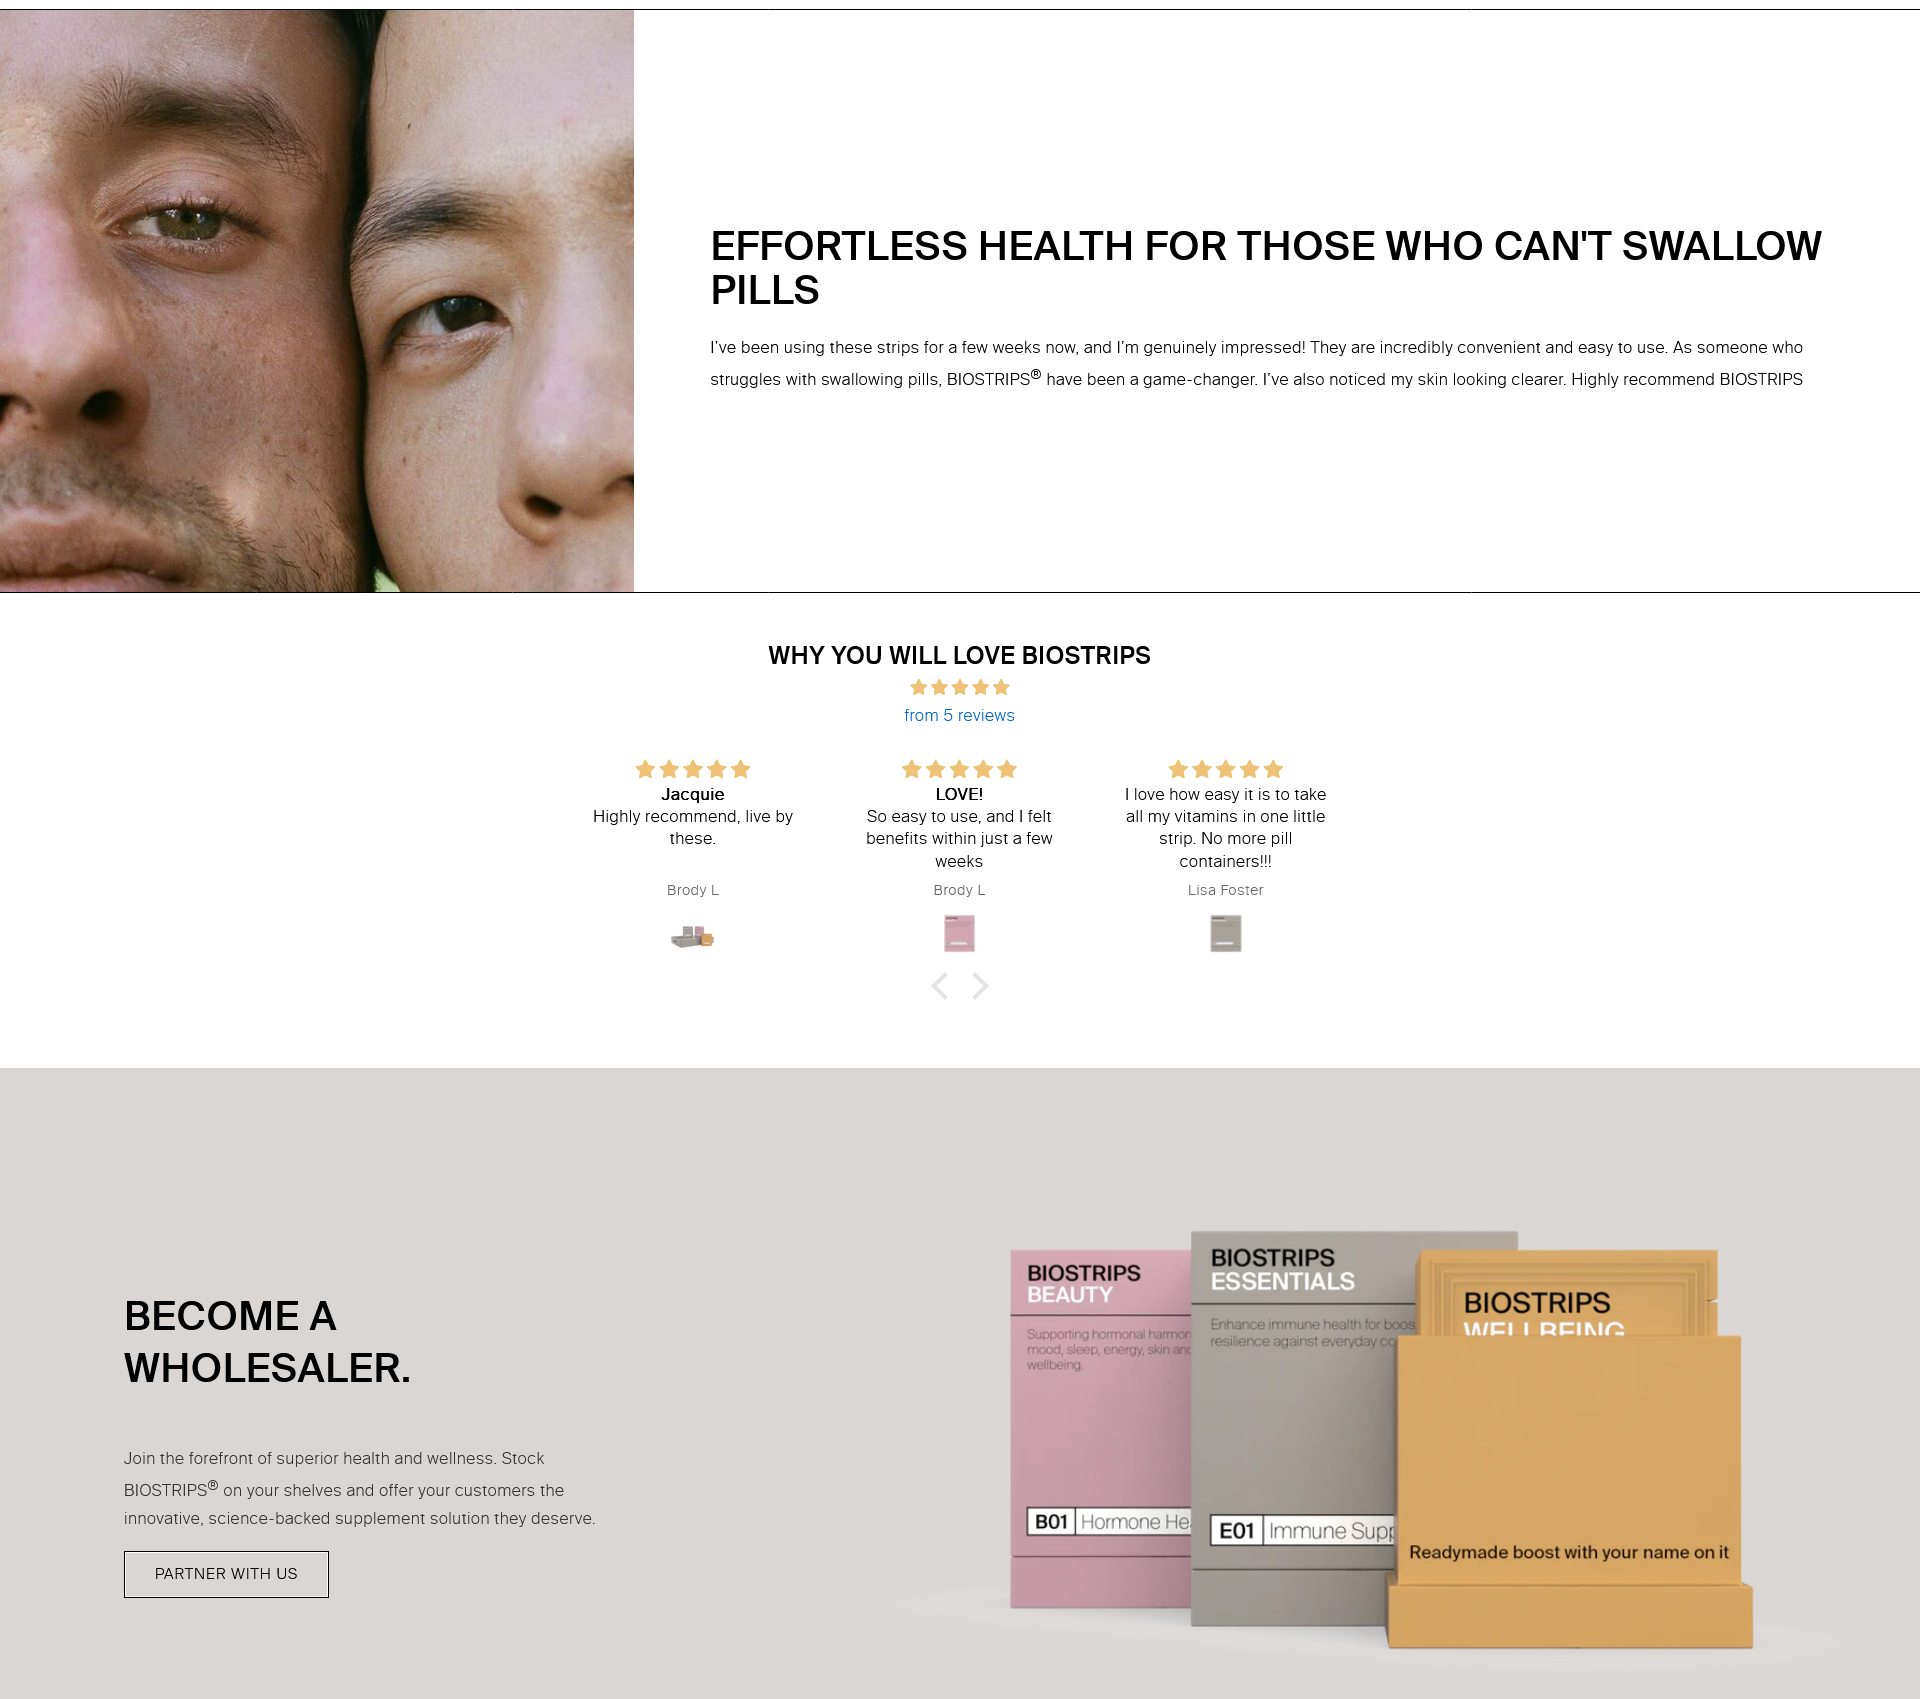 EFFORTLESS HEALTH FOR THOSE WHO CAN'T SWALLOW
PILLS
I’ve been using these strips for a few weeks now, and I’m genuinely impressed! They are incredibly convenient and easy to use. As someone who
struggles with swallowing pills, BIOSTRIPS® have been a game-changer. I’ve also noticed my skin looking clearer. Highly recommend BIOSTRIPS
WHY YOU WILL LOVE BIOSTRIPS
from 5 reviews
Jacquie
Highly recommend, live by
these.
Brody L
LOVE!
So easy to use, and I felt
benefits within just a few
weeks
Brody L
I love how easy it is to take
all my vitamins in one little
strip. No more pill
containers!!!
Lisa Foster
BECOME A
WHOLESALER.
Join the forefront of superior health and wellness. Stock
BIOSTRIPS® on your shelves and offer your customers the
innovative, science-backed supplement solution they deserve.
PARTNER WITH US
BIOSTRIPS
BEAUTY
Supporting hormonal harmon
mood, sleep, energy, skin and
wellbeing.
B01 Hormone Hea
BIOSTRIPS
ESSENTIALS
Enhance immune health for boos
resilience against everyday co
E01 Immune Supp
BIOSTRIPS
WELLBEING
Readymade boost with your name on it